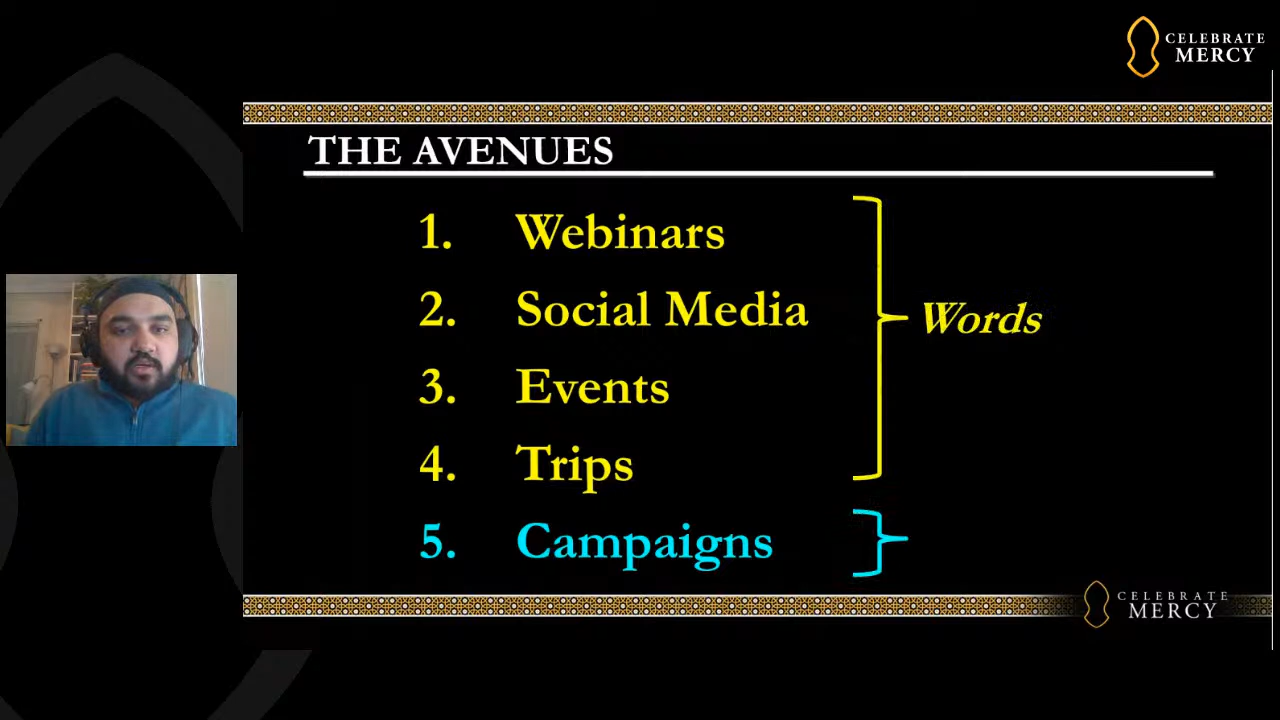 CELEBRATE
MERCY
THE AVENUES
1. Webinars
2. Social Media
Words
3. Events
4. Trips
5. Campaigns
CELEBRATE
MERCY